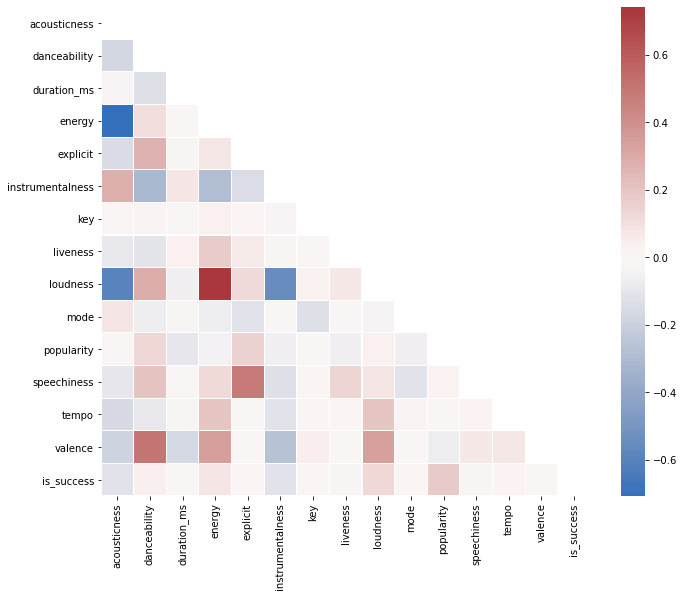 acousticness
danceability
duration_ms
energy
explicit
instrumentalness
key
liveness
loudness
mode
popularity
speechiness
tempo
valence
is_success
acousticness
danceability
duration_ms
energy
explicit
instrumentalness
key
liveness
loudness
mode
popularity
speechiness
tempo
valence
is_success
0.6
0.4
0.2
0.0
−0.2
−0.4
−0.6